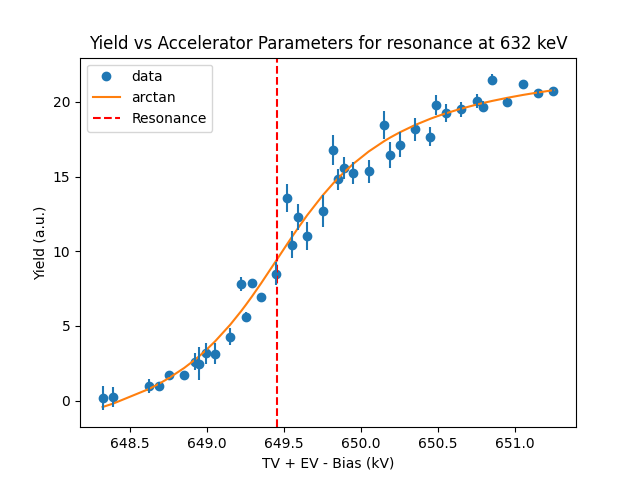 Yield vs Accelerator Parameters for resonance at 632 keV
data
arctan
Resonance
Yield (a.u.)
20
15
10
5
0
648.5 649.0 649.5 650.0 650.5 651.0
TV + EV - Bias (kV)